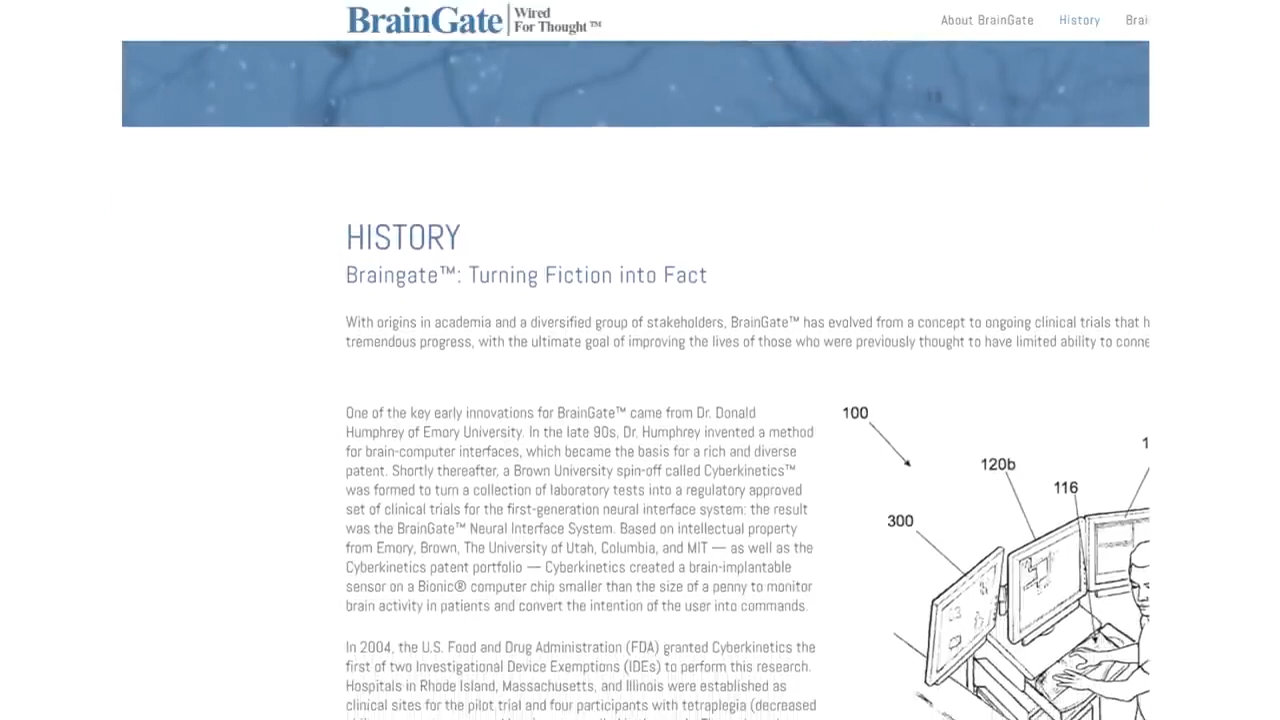 BrainGate
Wired
For Thought™
About BrainGate History
HISTORY
Braingate™: Turning Fiction into Fact
With origins in academia and a diversified group of stakeholders, BrainGate™ has evolved from a concept to ongoing clinical trials that h
tremendous progress, with the ultimate goal of improving the lives of those who were previously thought to have limited ability to conne
One of the key early innovations for BrainGate™ came from Dr. Donald
Humphrey of Emory University. In the late 90s, Dr. Humphrey invented a method
for brain-computer interfaces, which became the basis for a rich and diverse
patent. Shortly thereafter, a Brown University spin-off called Cyberkinetics™
was formed to turn a collection of laboratory tests into a regulatory approved
set of clinical trials for the first-generation neural interface system: the result
was the BrainGate™ Neural Interface System. Based on intellectual property
from Emory, Brown, The University of Utah, Columbia, and MIT — as well as the
Cyberkinetics patent portfolio — Cyberkinetics created a brain-implantable
sensor on a Bionic® computer chip smaller than the size of a penny to monitor
brain activity in patients and convert the intention of the user into commands.
In 2004, the U.S. Food and Drug Administration (FDA) granted Cyberkinetics the
first of two Investigational Device Exemptions (IDEs) to perform this research.
Hospitals in Rhode Island, Massachusetts, and Illinois were established as
clinical sites for the pilot trial and four participants with tetraplegia (decreased
100
120b
116
300